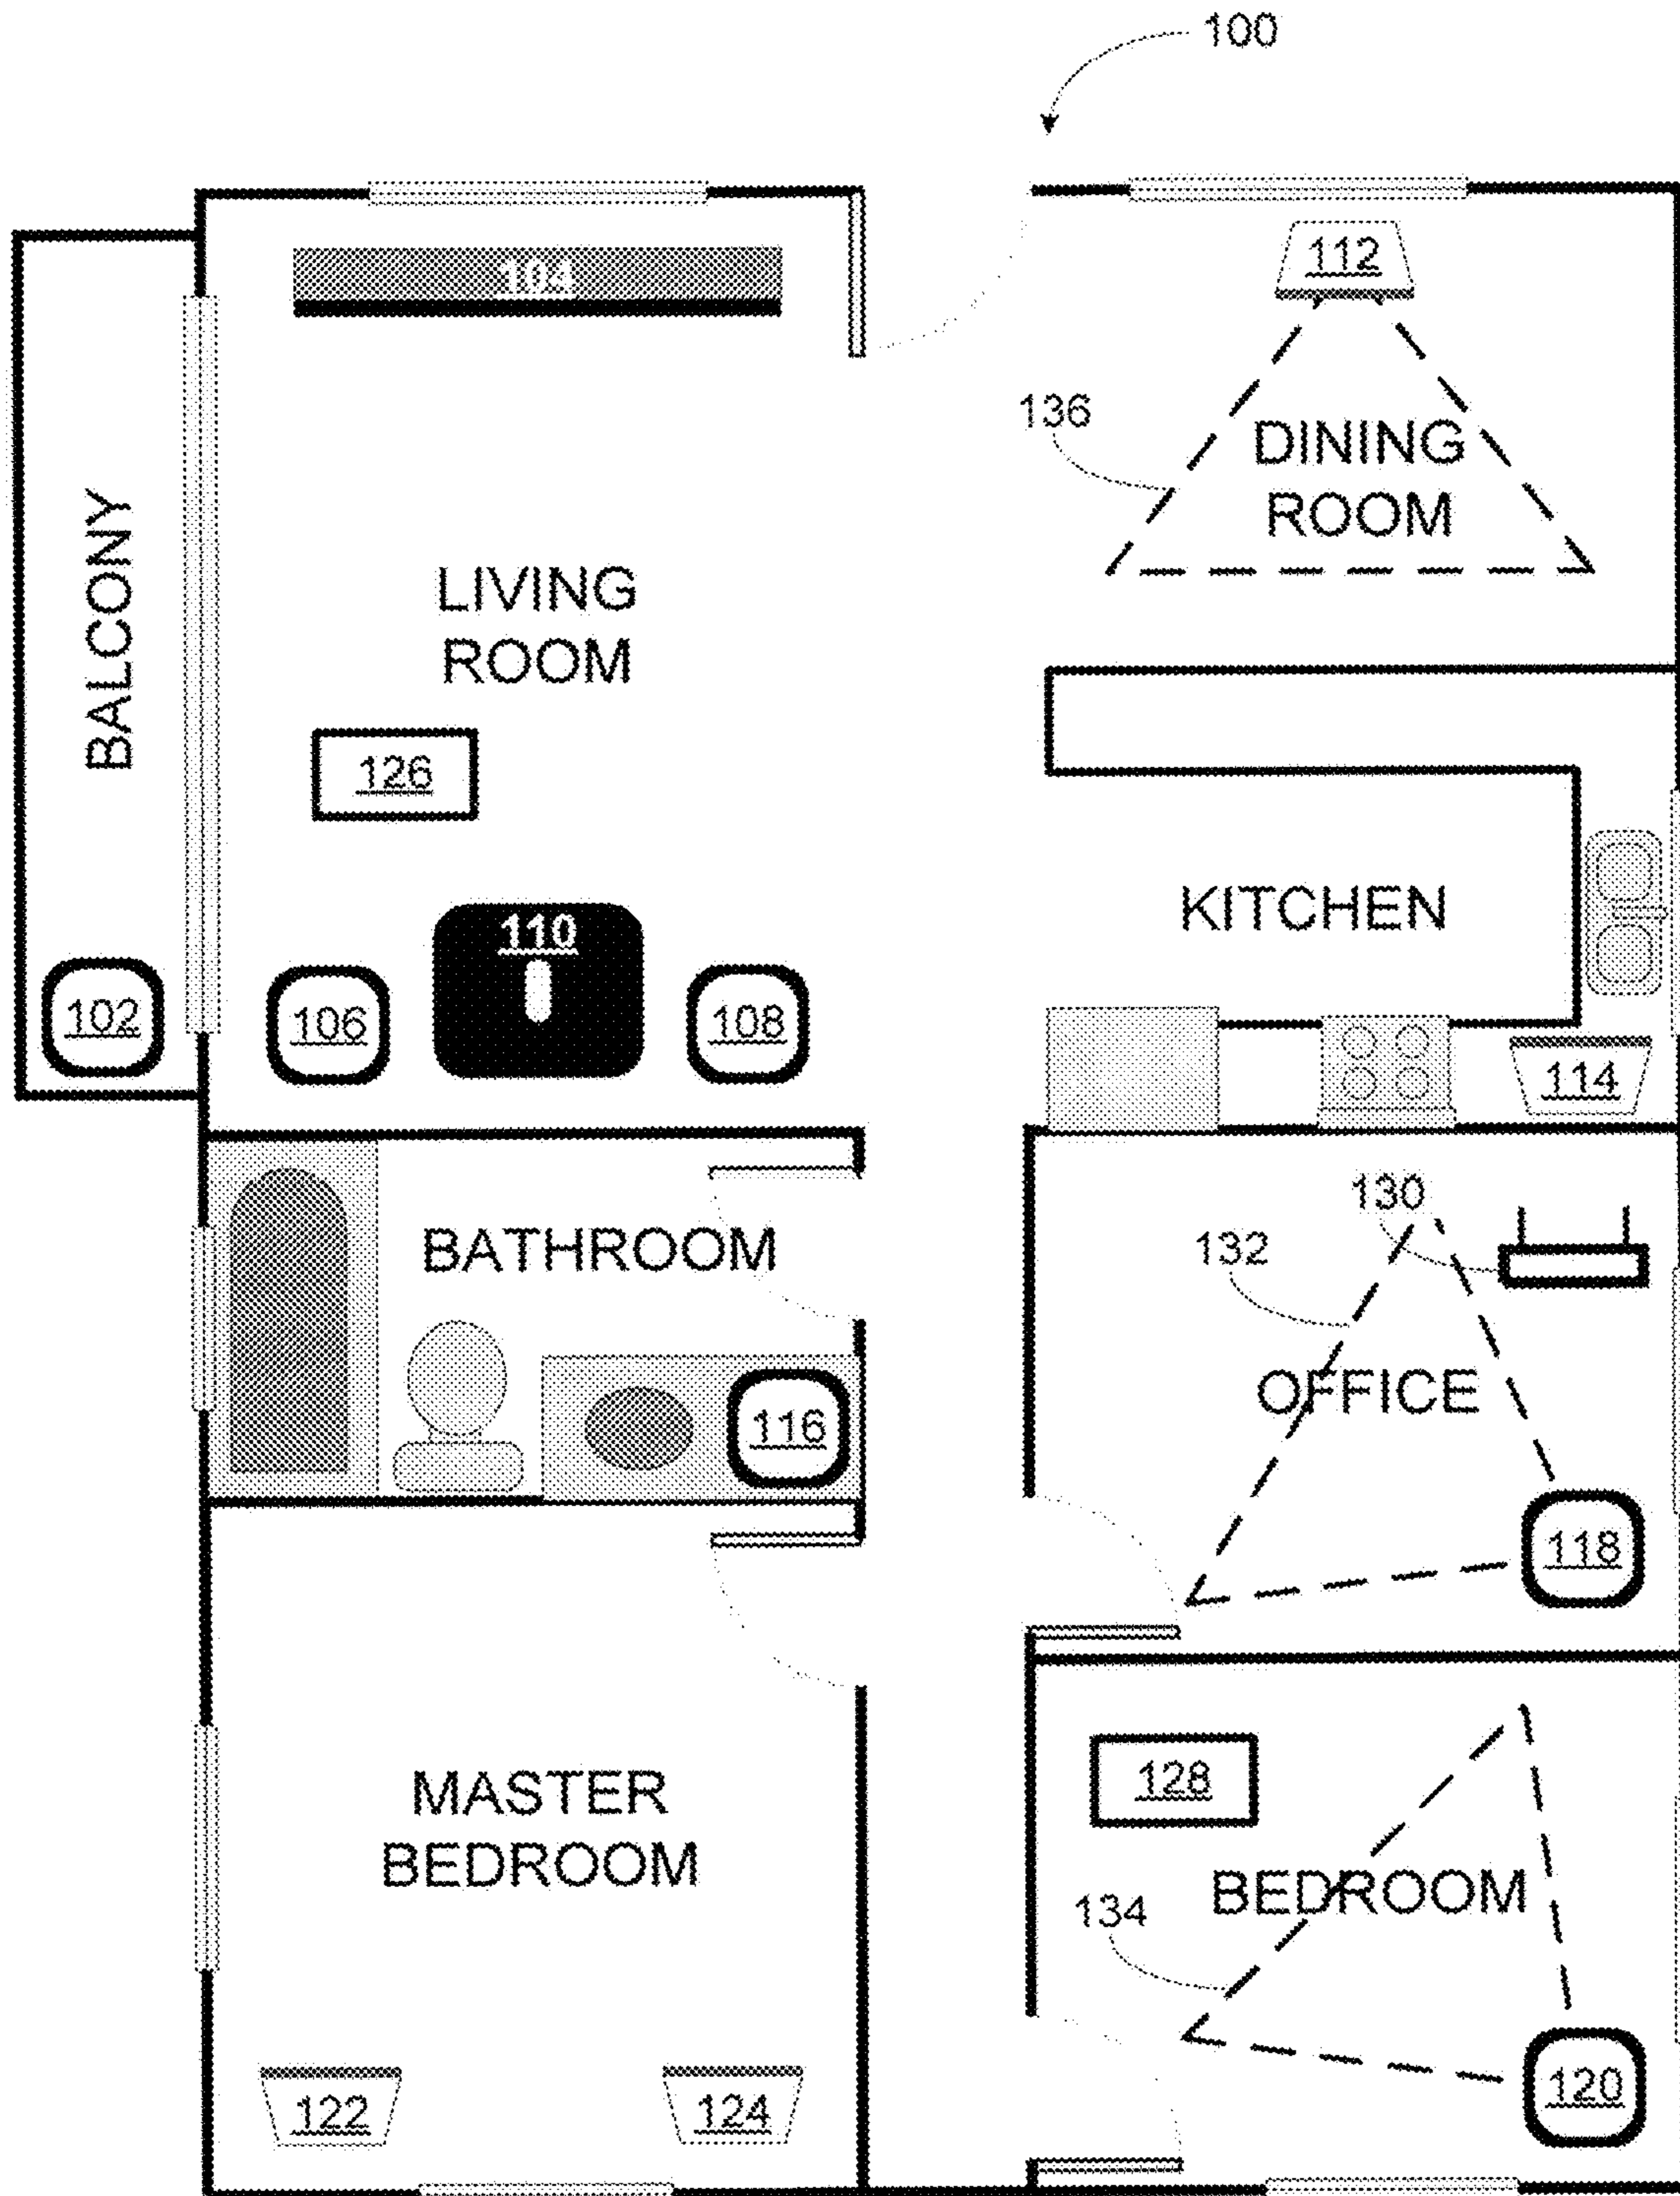 100
104
112
136
DINING
ROOM
BALCONY
LIVING
ROOM
126
KITCHEN
110
102
106
108
114
130
132
BATHROOM
OFFICE
116
118
128
MASTER
BEDROOM
BEDROOM
134
122
124
120